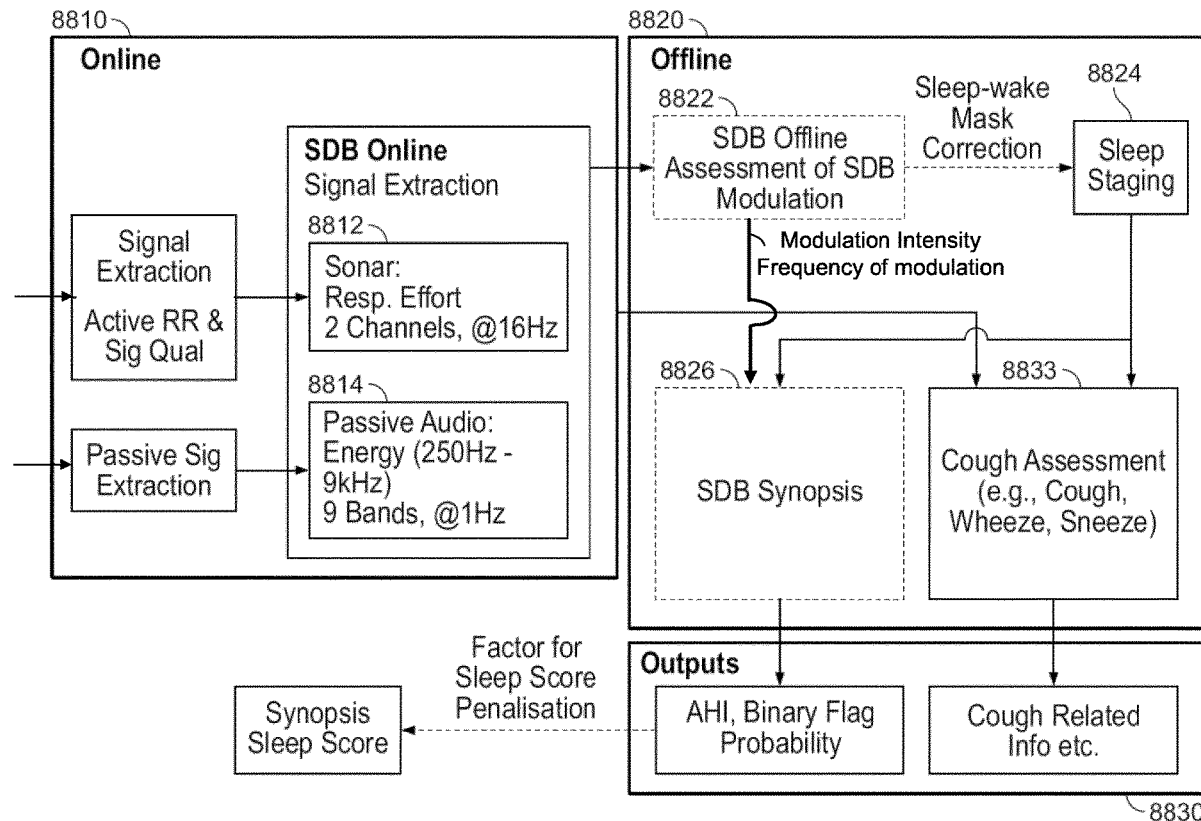 8810
Online
SDB Online
Signal Extraction
8812
Sonar:
Resp. Effort
2 Channels, @16Hz
8814
Passive Audio:
Energy (250Hz -
9kHz)
9 Bands, @1Hz
Signal
Extraction
Active RR &
Sig Qual
Passive Sig
Extraction
8820
Offline
8822
SDB Offline
Assessment of SDB
Modulation
Sleep-wake
Mask
Correction
8824
Sleep
Staging
Modulation Intensity
Frequency of modulation
8826
SDB Synopsis
8833
Cough Assessment
(e.g., Cough,
Wheeze, Sneeze)
Outputs
AHI, Binary Flag
Probability
Cough Related
Info etc.
8830
Factor for
Sleep Score
Penalisation
Synopsis
Sleep Score